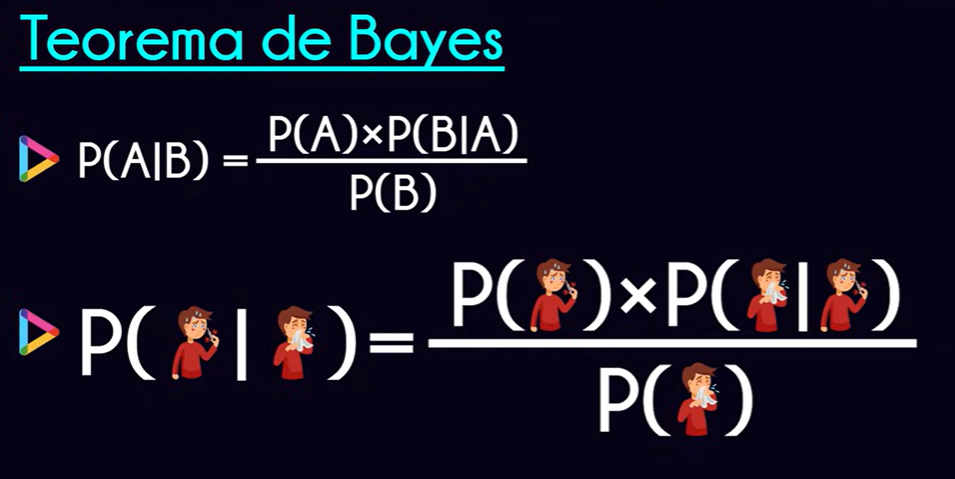 Teorema de Bayes
P(A|B) = P(A)×P(B|A)
P(B)
P( | ) = P( )×P( | )
P( )